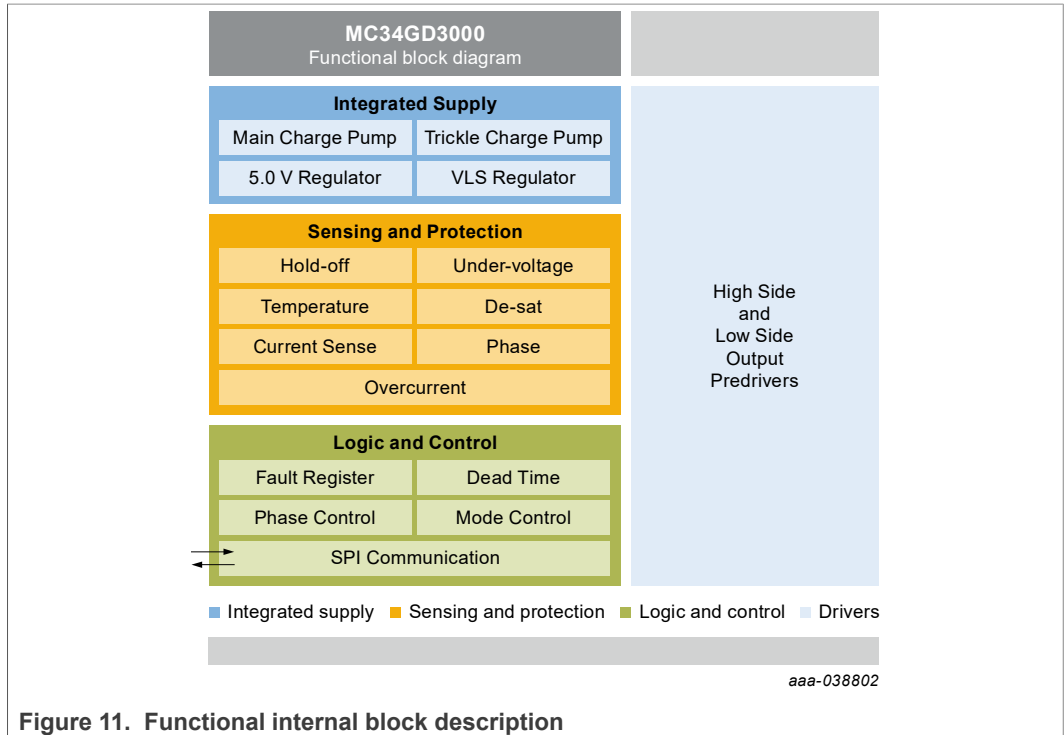 MC34GD3000
Functional block diagram
Integrated Supply
Main Charge Pump
Trickle Charge Pump
5.0 V Regulator
VLS Regulator
Sensing and Protection
Hold-off
Under-voltage
Temperature
De-sat
Current Sense
Phase
Overcurrent
Logic and Control
Fault Register
Dead Time
Phase Control
Mode Control
SPI Communication
High Side
and
Low Side
Output
Predrivers
Integrated supply
Sensing and protection
Logic and control
Drivers
aaa-038802
Figure 11. Functional internal block description